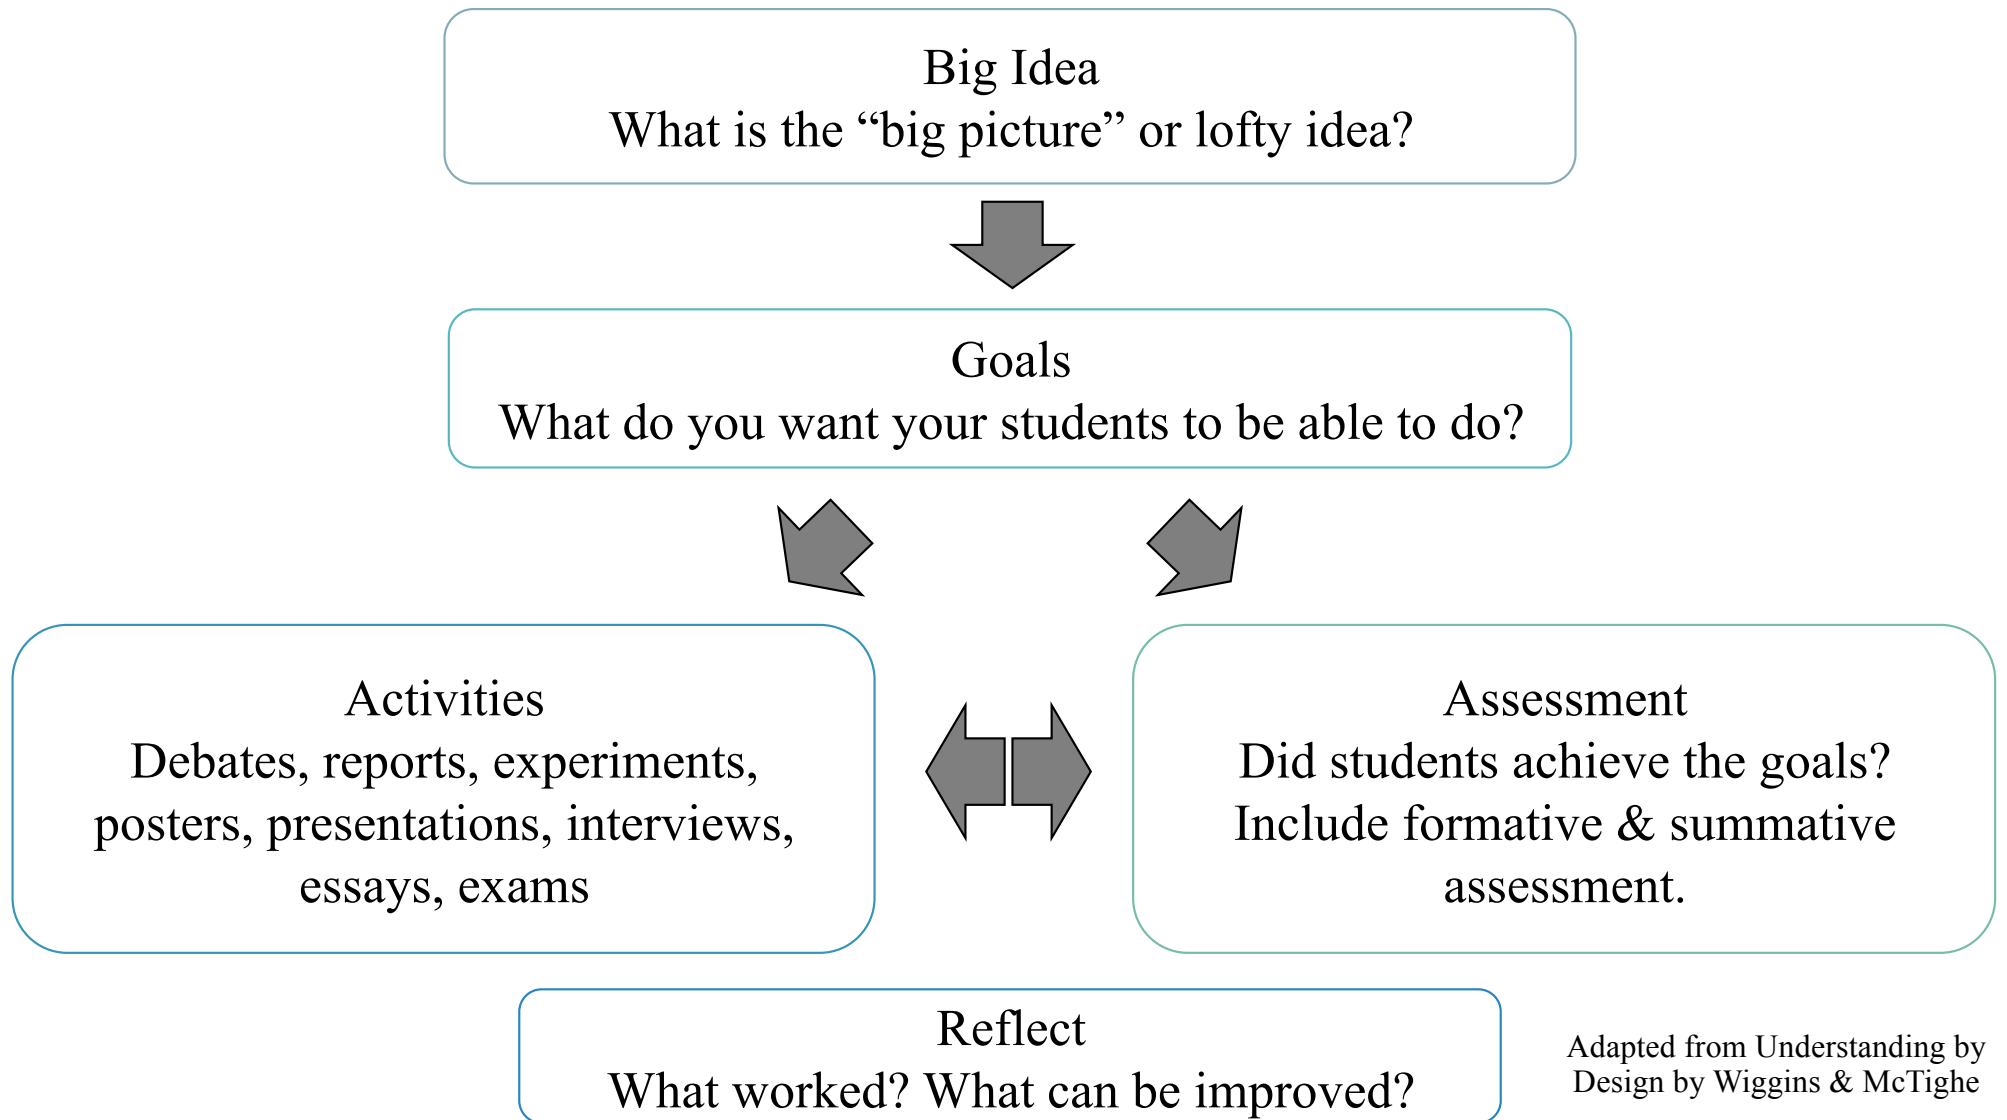 Big Idea
What is the “big picture” or lofty idea?
Goals
What do you want your students to be able to do?
Activities
Debates, reports, experiments,
posters, presentations, interviews,
essays, exams
Assessment
Did students achieve the goals?
Include formative & summative
assessment.
Reflect
What worked? What can be improved?
Adapted from Understanding by
Design by Wiggins & McTighe